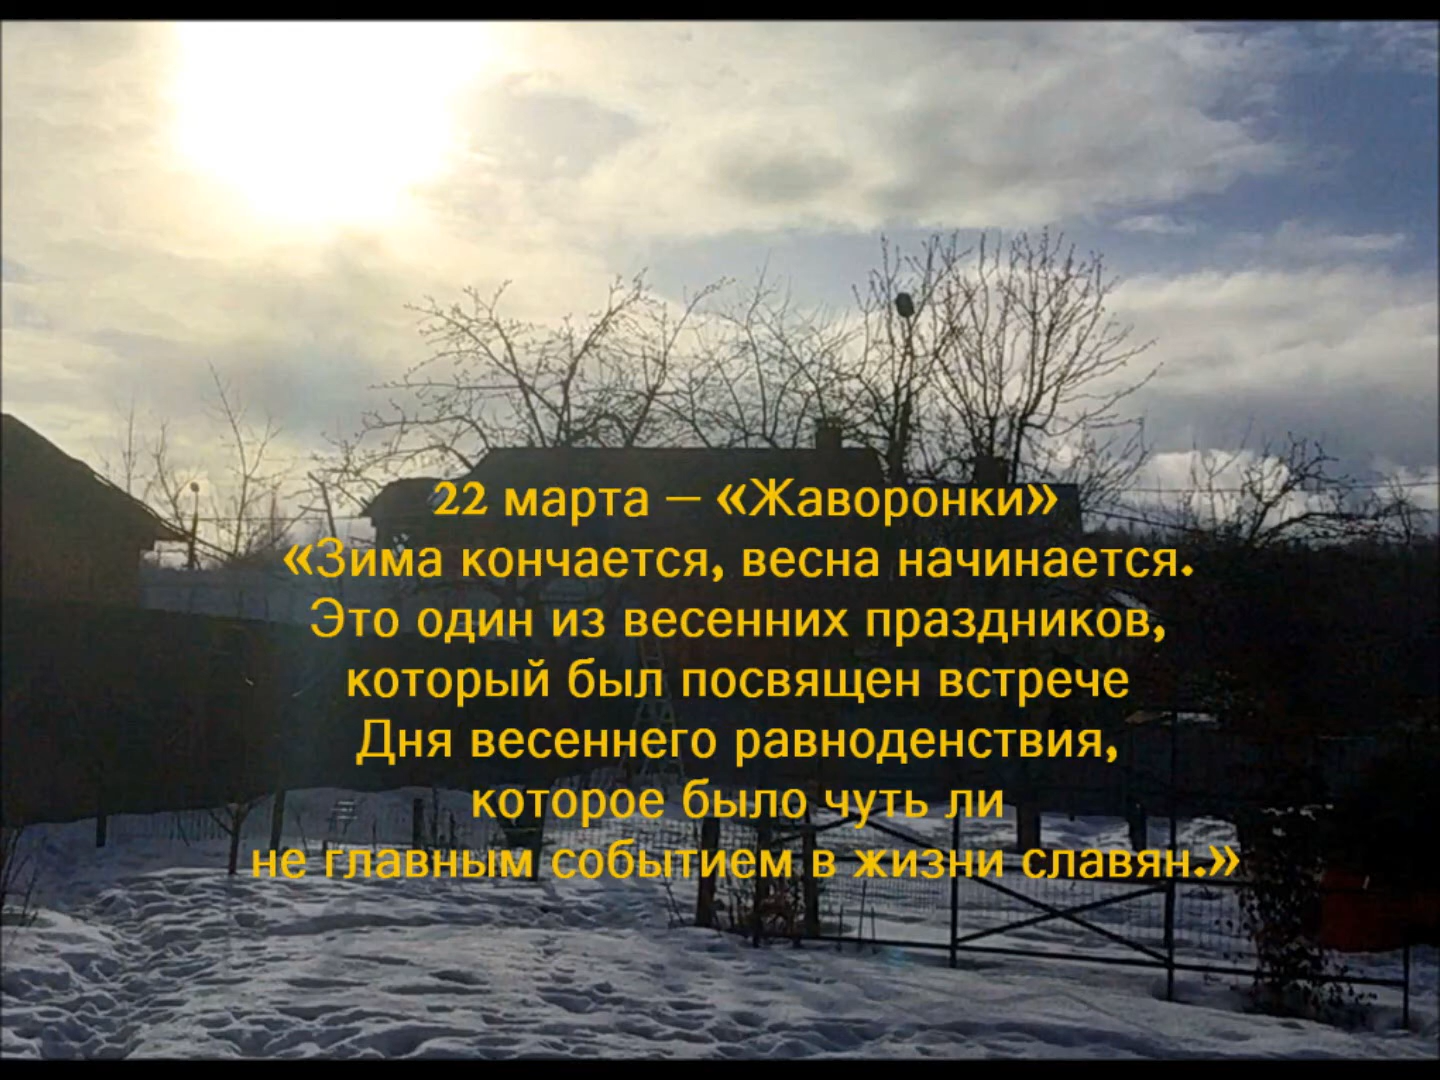 22 марта — «Жаворонки»
«Зима кончается, весна начинается.
Это один из весенних праздников,
который был посвящен встрече
Дня весеннего равноденствия,
которое было чуть ли
не главным событием в жизни славян.»